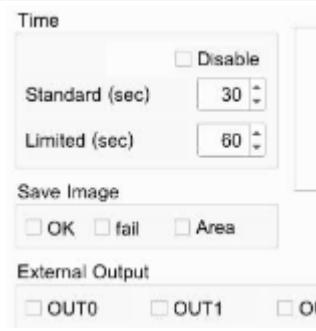 Time
Disable
Standard (sec) 30
Limited (sec) 60
Save Image
OK fail Area
External Output
OUT0 OUT1